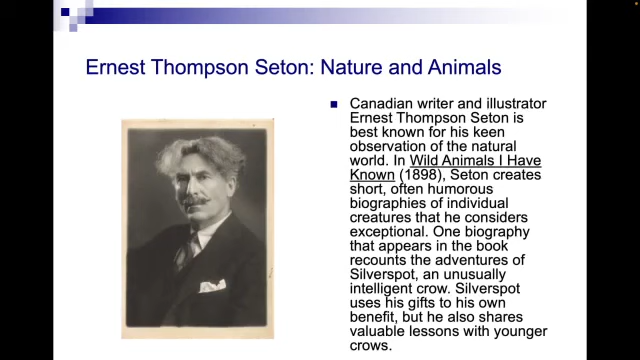 Ernest Thompson Seton: Nature and Animals
Canadian writer and illustrator
Ernest Thompson Seton is
best known for his keen
observation of the natural
world. In Wild Animals I Have
Known (1898), Seton creates
short, often humorous
biographies of individual
creatures that he considers
exceptional. One biography
that appears in the book
recounts the adventures of
Silverspot, an unusually
intelligent crow. Silverspot
uses his gifts to his own
benefit, but he also shares
valuable lessons with younger
crows.